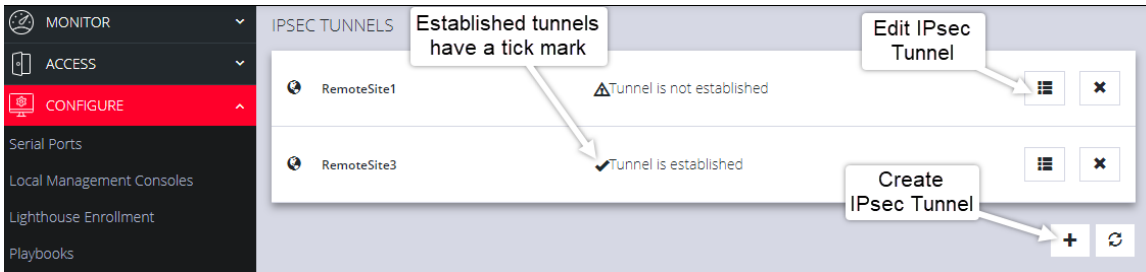 MONITOR
ACCESS
CONFIGURE
Serial Ports
Local Management Consoles
Lighthouse Enrollment
Playbooks
IPSEC TUNNELS
Established tunnels
have a tick mark
Edit IPsec
Tunnel
RemoteSite1
Tunnel is not established
RemoteSite3
Tunnel is established
Create
IPsec Tunnel